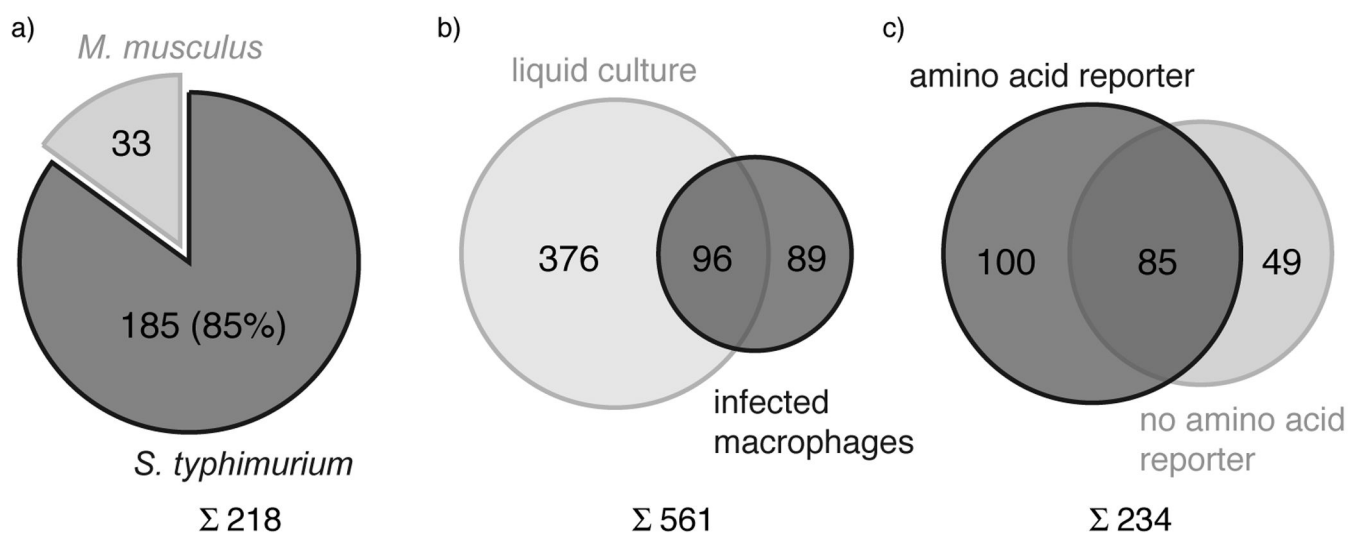 a)
M. musculus
33
185 (85%)
S. typhimurium
Σ 218
b)
liquid culture
376
96
89
infected
macrophages
Σ 561
c)
amino acid reporter
100
85
49
no amino acid
reporter
Σ 234